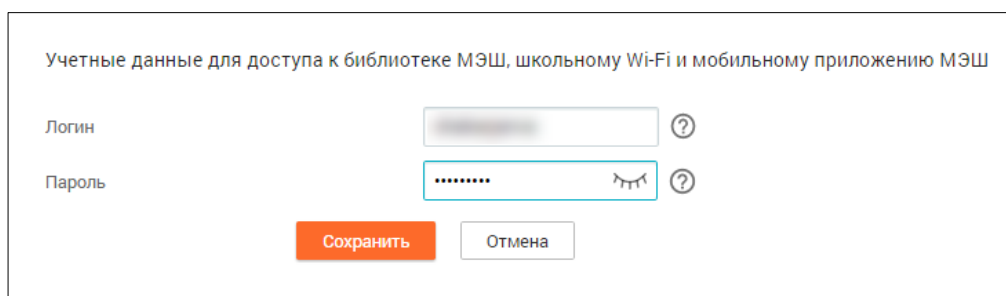 Учетные данные для доступа к библиотеке МЭШ, школьному Wi-Fi и мобильному приложению МЭШ
Логин
Пароль •••••••••
Сохранить Отмена